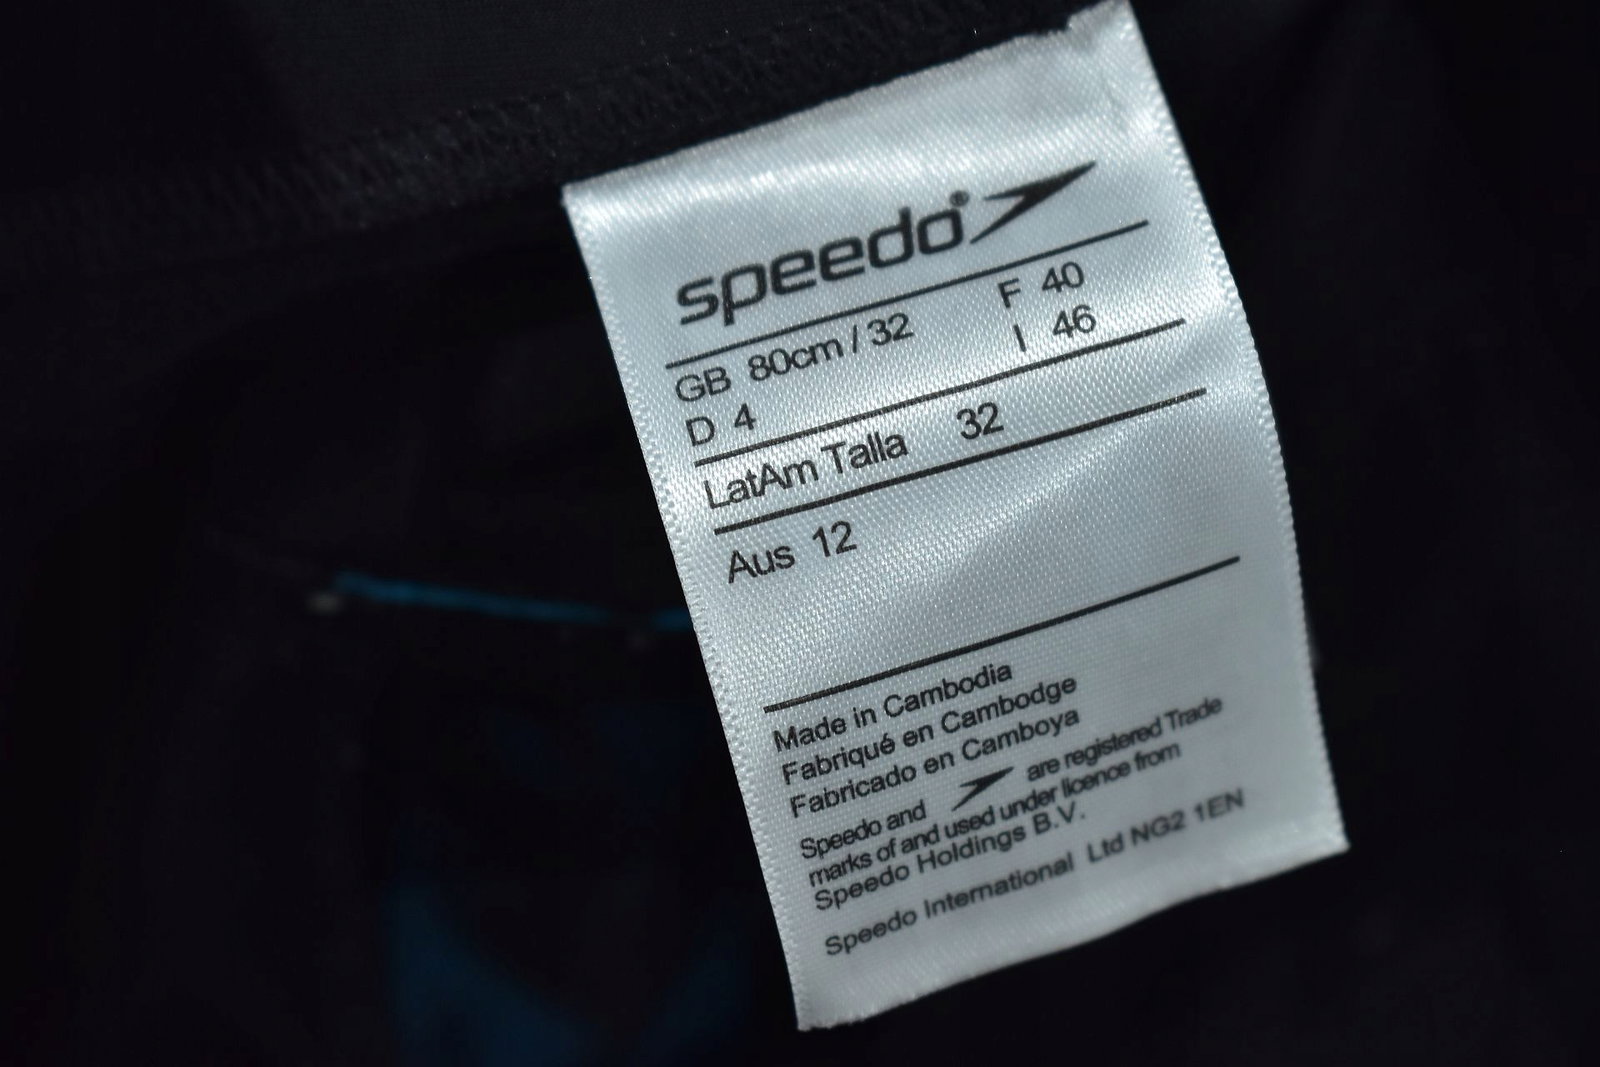 speedo®
GB 80cm / 32 F 40
D 4 I 46
LatAm Talla 32
Aus 12
Made in Cambodia
Fabriqué en Cambodge
Fabricado en Camboya
Speedo and are registered Trade
marks of and used under licence from
Speedo Holdings B.V.
Speedo International Ltd NG2 1EN